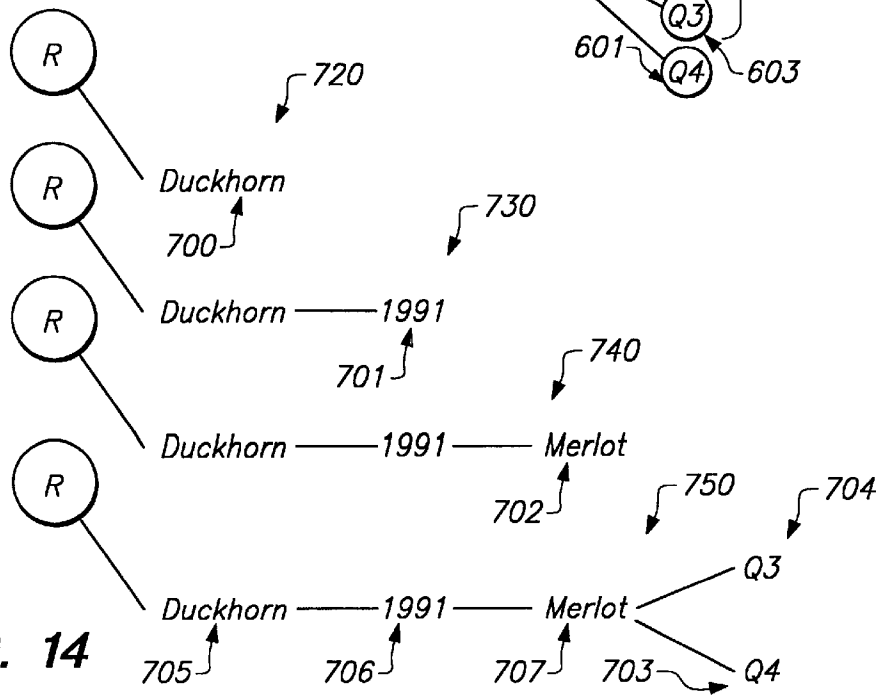 Q3
601 Q4 603
R 720
Duckhorn
R 700 730
Duckhorn 1991
R 701 740
Duckhorn 1991 Merlot
R 702 750 704
Q3
Duckhorn 1991 Merlot
. 14 705 706 707 703 Q4